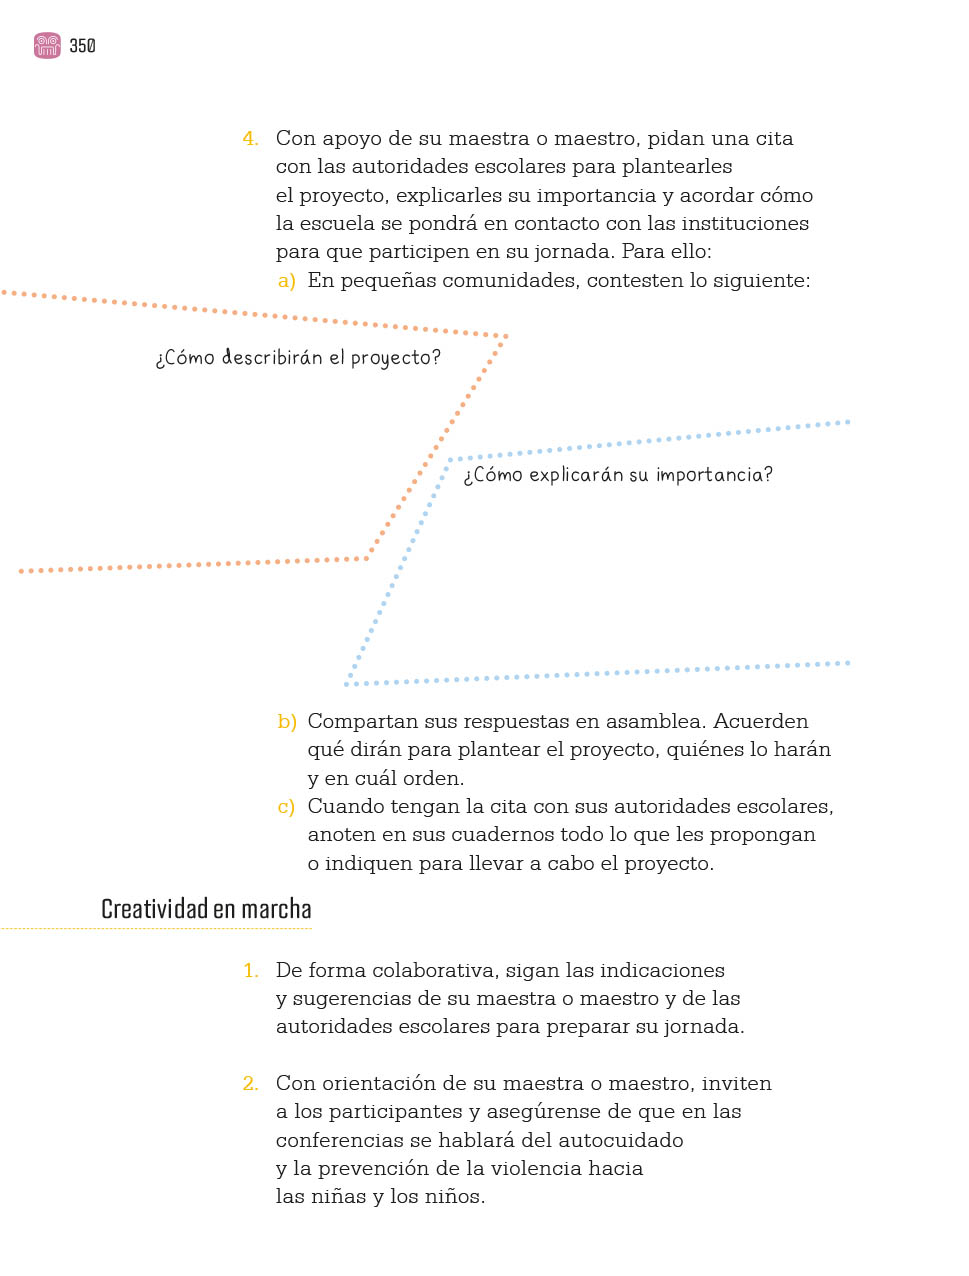 350
4. Con apoyo de su maestra o maestro, pidan una cita
con las autoridades escolares para plantearles
el proyecto, explicarles su importancia y acordar cómo
la escuela se pondrá en contacto con las instituciones
para que participen en su jornada. Para ello:
a) En pequeñas comunidades, contesten lo siguiente:
¿Cómo describirán el proyecto?
¿Cómo explicarán su importancia?
b) Compartan sus respuestas en asamblea. Acuerden
qué dirán para plantear el proyecto, quiénes lo harán
y en cuál orden.
c) Cuando tengan la cita con sus autoridades escolares,
anoten en sus cuadernos todo lo que les propongan
o indiquen para llevar a cabo el proyecto.
Creatividad en marcha
1. De forma colaborativa, sigan las indicaciones
y sugerencias de su maestra o maestro y de las
autoridades escolares para preparar su jornada.
2. Con orientación de su maestra o maestro, inviten
a los participantes y asegúrense de que en las
conferencias se hablará del autocuidado
y la prevención de la violencia hacia
las niñas y los niños.